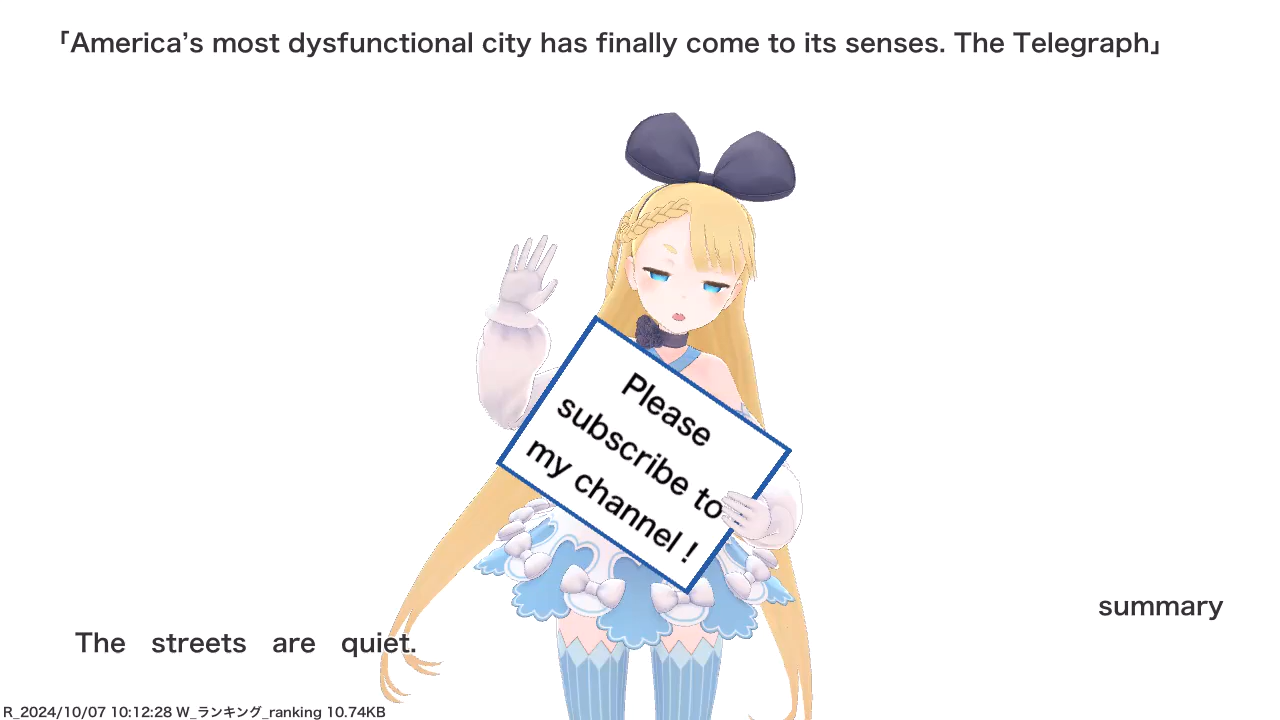 「America’s most dysfunctional city has finally come to its senses. The Telegraph」
Please
subscribe to
my channel !
summary
The streets are quiet.
R_2024/10/07 10:12:28 W_ランキング_ranking 10.74KB